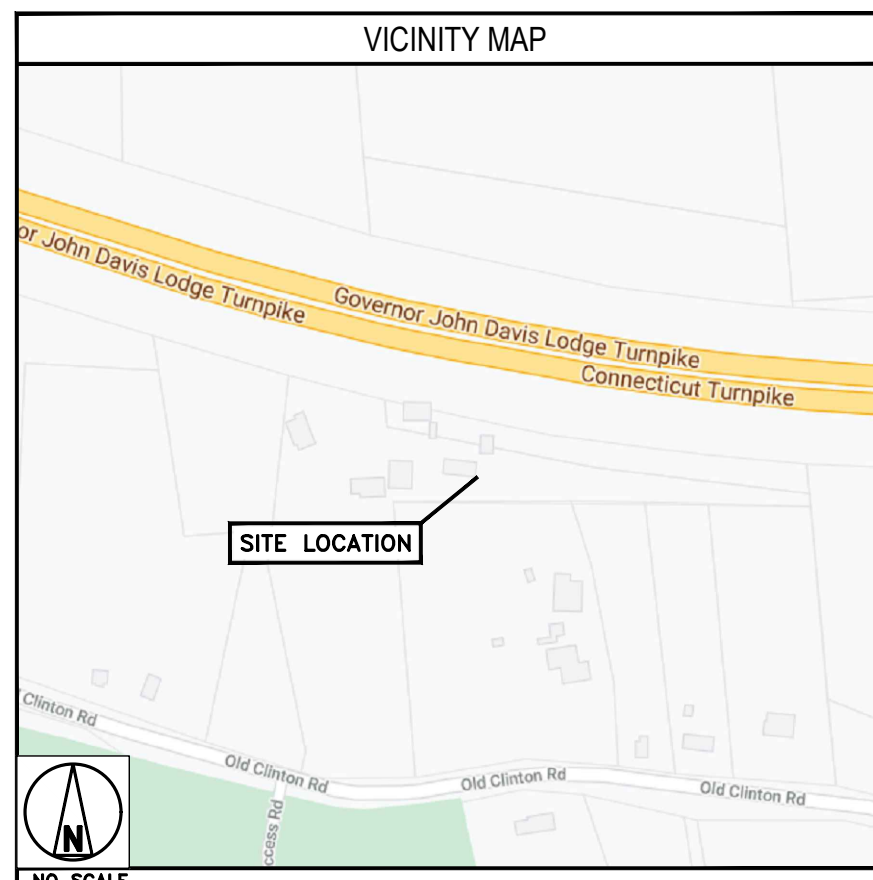 VICINITY MAP
or John Davis Lodge Turnpike
Governor John Davis Lodge Turnpike
Connecticut Turnpike
SITE LOCATION
Clinton Rd
Old Clinton Rd
Old Clinton Rd
Old Clinton Rd
ccess Rd
N
NO SCALE